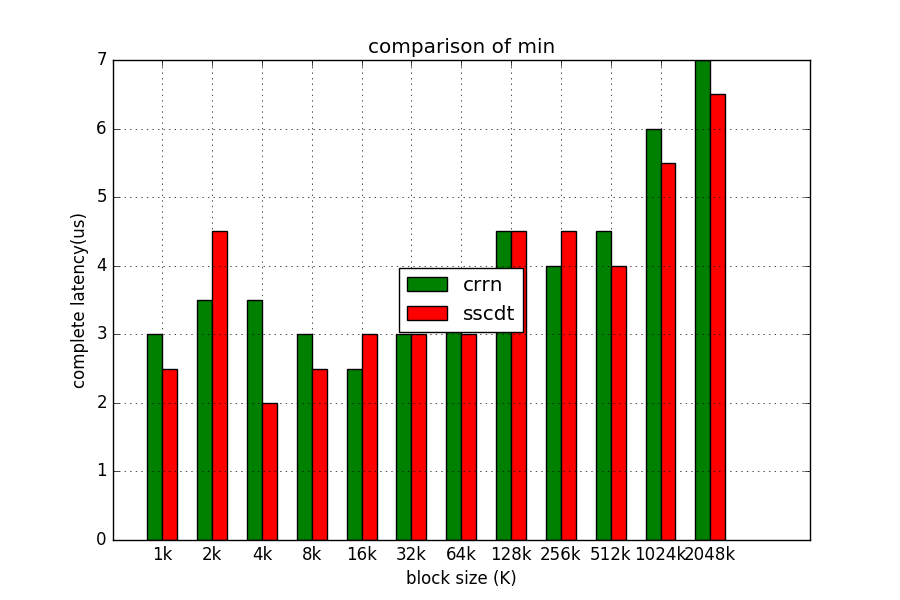 comparison of min
7
6
5
4
3
2
1
0
complete latency(us)
crrn
sscdt
1k 2k 4k 8k 16k 32k 64k 128k 256k 512k 1024k 2048k
block size (K)